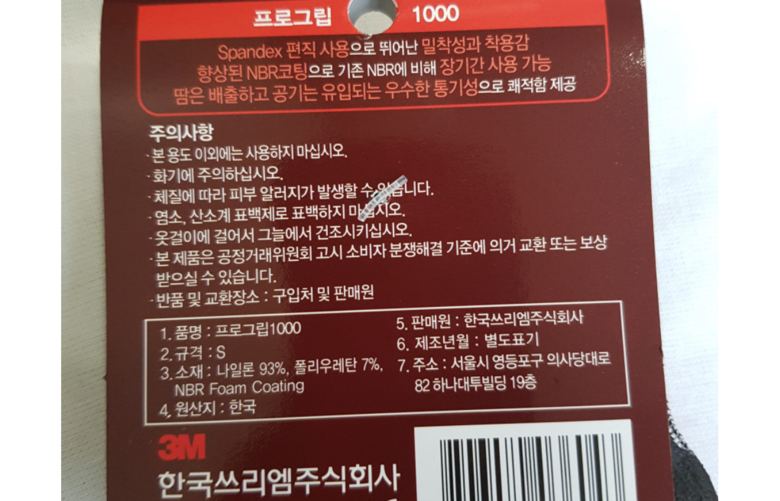 프로그립 1000
Spandex 편직 사용으로 뛰어난 밀착성과 착용감
향상된 NBR코팅으로 기존 NBR에 비해 장기간 사용 가능
땀은 배출하고 공기는 유입되는 우수한 통기성으로 쾌적함 제공
주의사항
·본 용도 이외에는 사용하지 마십시오.
·화기에 주의하십시오.
·체질에 따라 피부 알러지가 발생할 수 있습니다.
·염소, 산소계 표백제로 표백하지 마십시오.
·옷걸이에 걸어서 그늘에서 건조시키십시오.
·본 제품은 공정거래위원회 고시 소비자 분쟁해결 기준에 의거 교환 또는 보상
받으실 수 있습니다.
·반품 및 교환장소 : 구입처 및 판매원
1. 품명 : 프로그립1000
2. 규격 : S
3. 소재 : 나일론 93%, 폴리우레탄 7%,
NBR Foam Coating
4. 원산지 : 한국
5. 판매원 : 한국쓰리엠주식회사
6. 제조년월 : 별도표기
7. 주소 : 서울시 영등포구 의사당대로
82 하나대투빌딩 19층
3M
한국쓰리엠주식회사